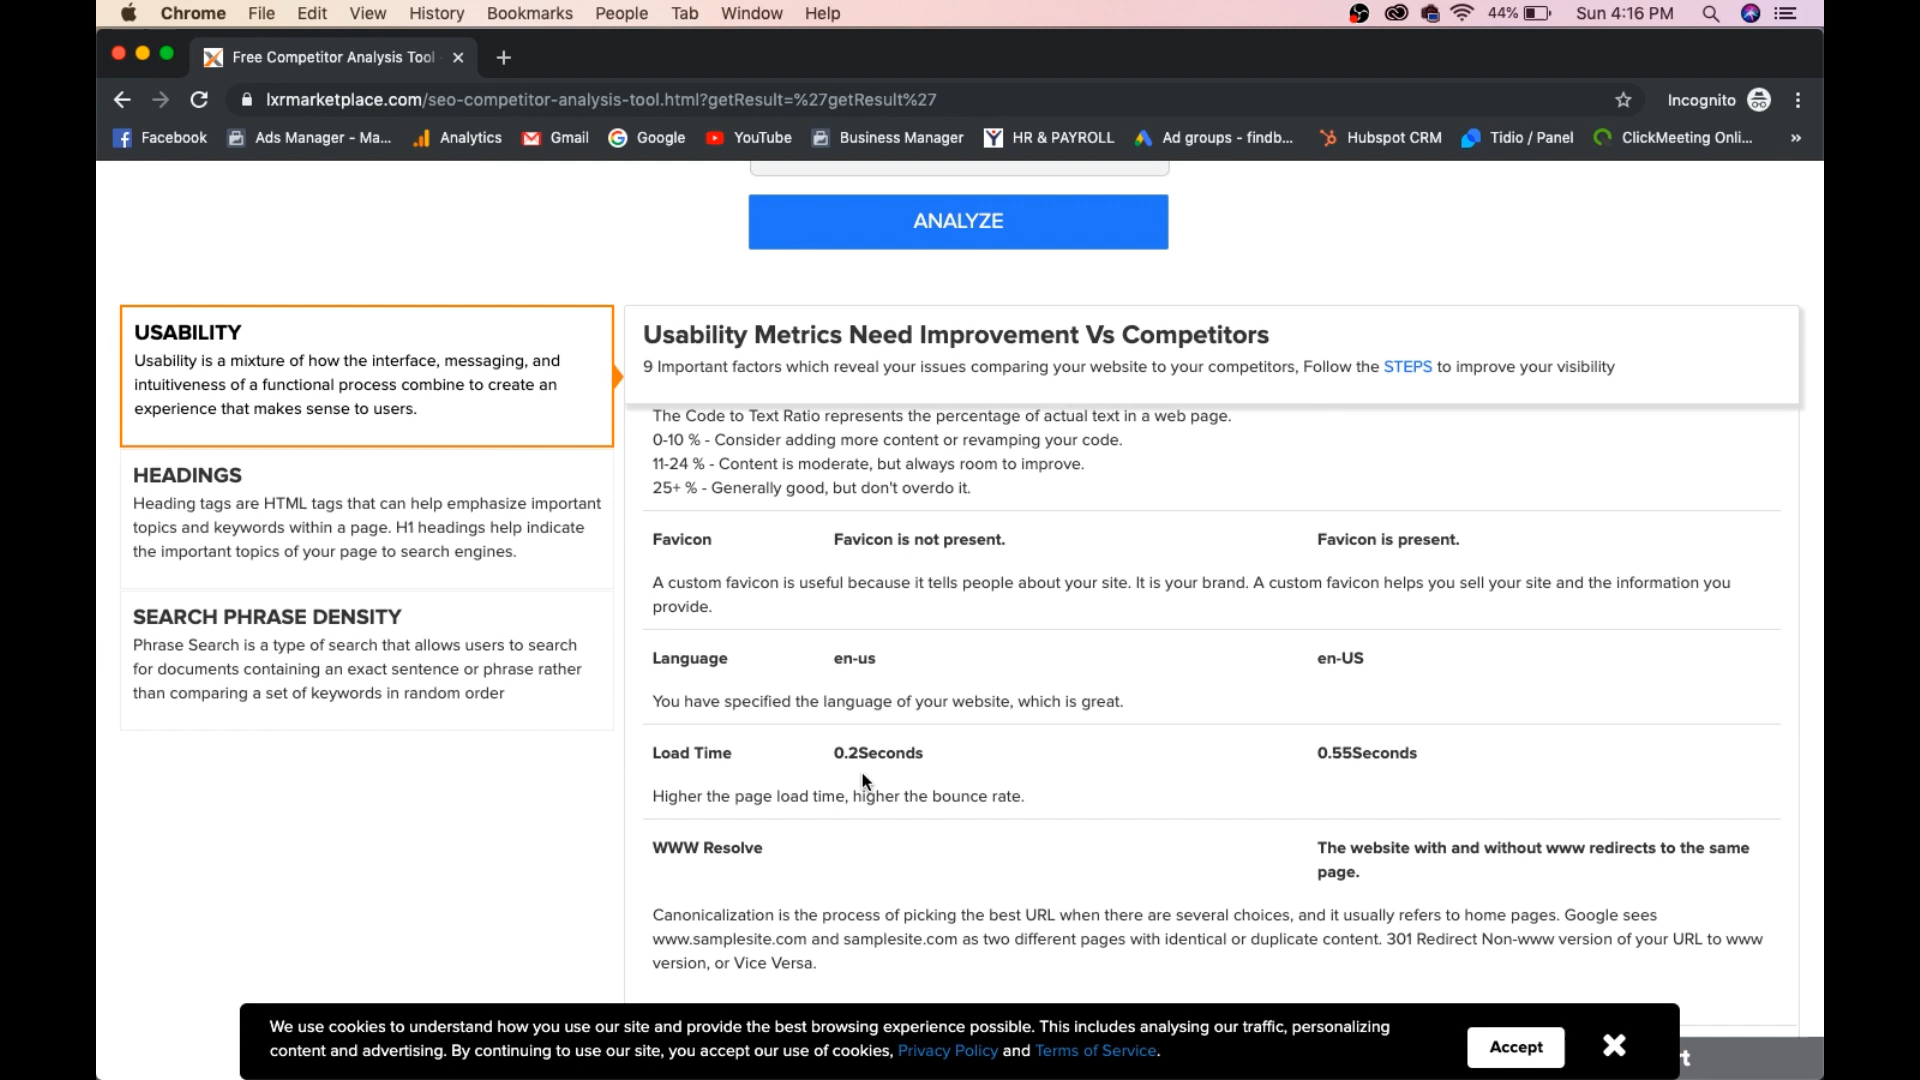 Chrome File Edit View History Bookmarks People Tab Window Help 44% Sun 4:16 PM
Free Competitor Analysis Tool
lxrmarketplace.com/seo-competitor-analysis-tool.html?getResult=%27getResult%27 Incognito
Facebook Ads Manager - Ma... Analytics Gmail Google YouTube Business Manager HR & PAYROLL Ad groups - findb... Hubspot CRM Tidio / Panel ClickMeeting Onli... »
ANALYZE
USABILITY
Usability is a mixture of how the interface, messaging, and
intuitiveness of a functional process combine to create an
experience that makes sense to users.
HEADINGS
Heading tags are HTML tags that can help emphasize important
topics and keywords within a page. H1 headings help indicate
the important topics of your page to search engines.
SEARCH PHRASE DENSITY
Phrase Search is a type of search that allows users to search
for documents containing an exact sentence or phrase rather
than comparing a set of keywords in random order
Usability Metrics Need Improvement Vs Competitors
9 Important factors which reveal your issues comparing your website to your competitors, Follow the STEPS to improve your visibility
The Code to Text Ratio represents the percentage of actual text in a web page.
0-10 % - Consider adding more content or revamping your code.
11-24 % - Content is moderate, but always room to improve.
25+ % - Generally good, but don't overdo it.
Favicon Favicon is not present. Favicon is present.
A custom favicon is useful because it tells people about your site. It is your brand. A custom favicon helps you sell your site and the information you
provide.
Language en-us en-US
You have specified the language of your website, which is great.
Load Time 0.2Seconds 0.55Seconds
Higher the page load time, higher the bounce rate.
WWW Resolve The website with and without www redirects to the same
page.
Canonicalization is the process of picking the best URL when there are several choices, and it usually refers to home pages. Google sees
www.samplesite.com and samplesite.com as two different pages with identical or duplicate content. 301 Redirect Non-www version of your URL to www
version, or Vice Versa.
We use cookies to understand how you use our site and provide the best browsing experience possible. This includes analysing our traffic, personalizing
content and advertising. By continuing to use our site, you accept our use of cookies, Privacy Policy and Terms of Service.
Accept